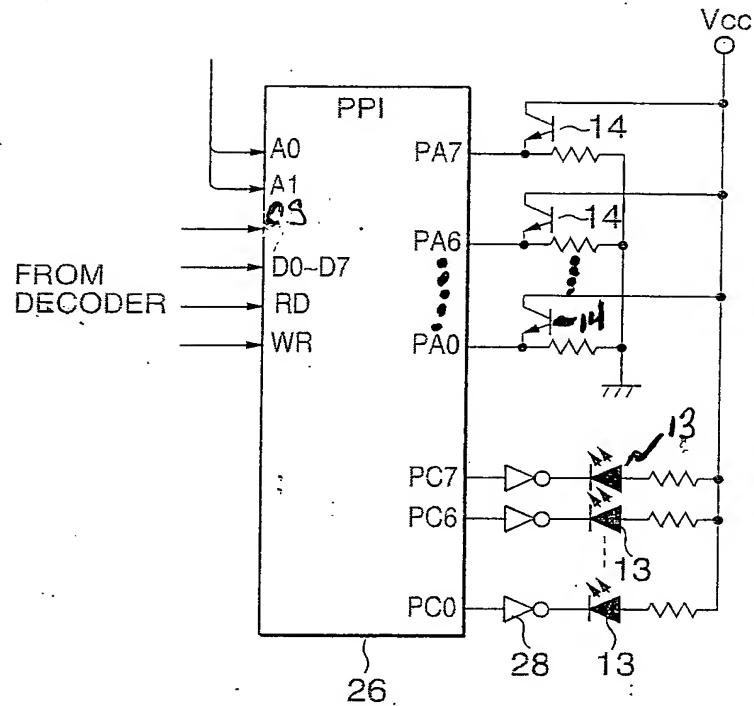 Vcc
PPI
14
A0
PA7
A1
CS
14
PA6
FROM
DECODER
D0~D7
RD
14
WR
PA0
13
PC7
PC6
13
PC0
28
13
26